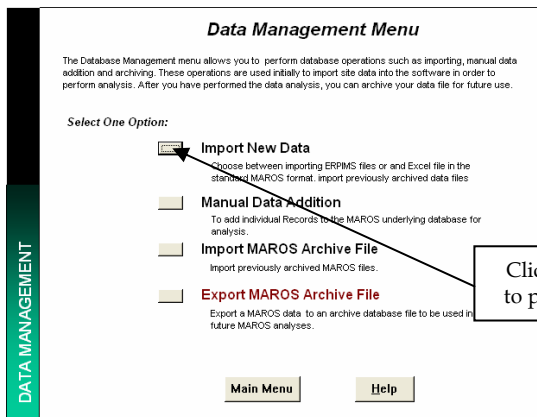 Data Management Menu
The Database Management menu allows you to perform database operations such as importing, manual data
addition and archiving. These operations are used initially to import site data into the software in order to
perform analysis. After you have performed the data analysis, you can archive your data file for future use.
Select One Option:
Import New Data
Choose between importing ERPIMS files or and Excel file in the
standard MAROS format. import previously archived data files
Manual Data Addition
To add individual Records to the MAROS underlying database for
analysis.
Import MAROS Archive File
Import previously archived MAROS files.
Export MAROS Archive File
Export a MAROS data to an archive database file to be used in
future MAROS analyses.
Main Menu
Help
DATA MANAGEMENT
to